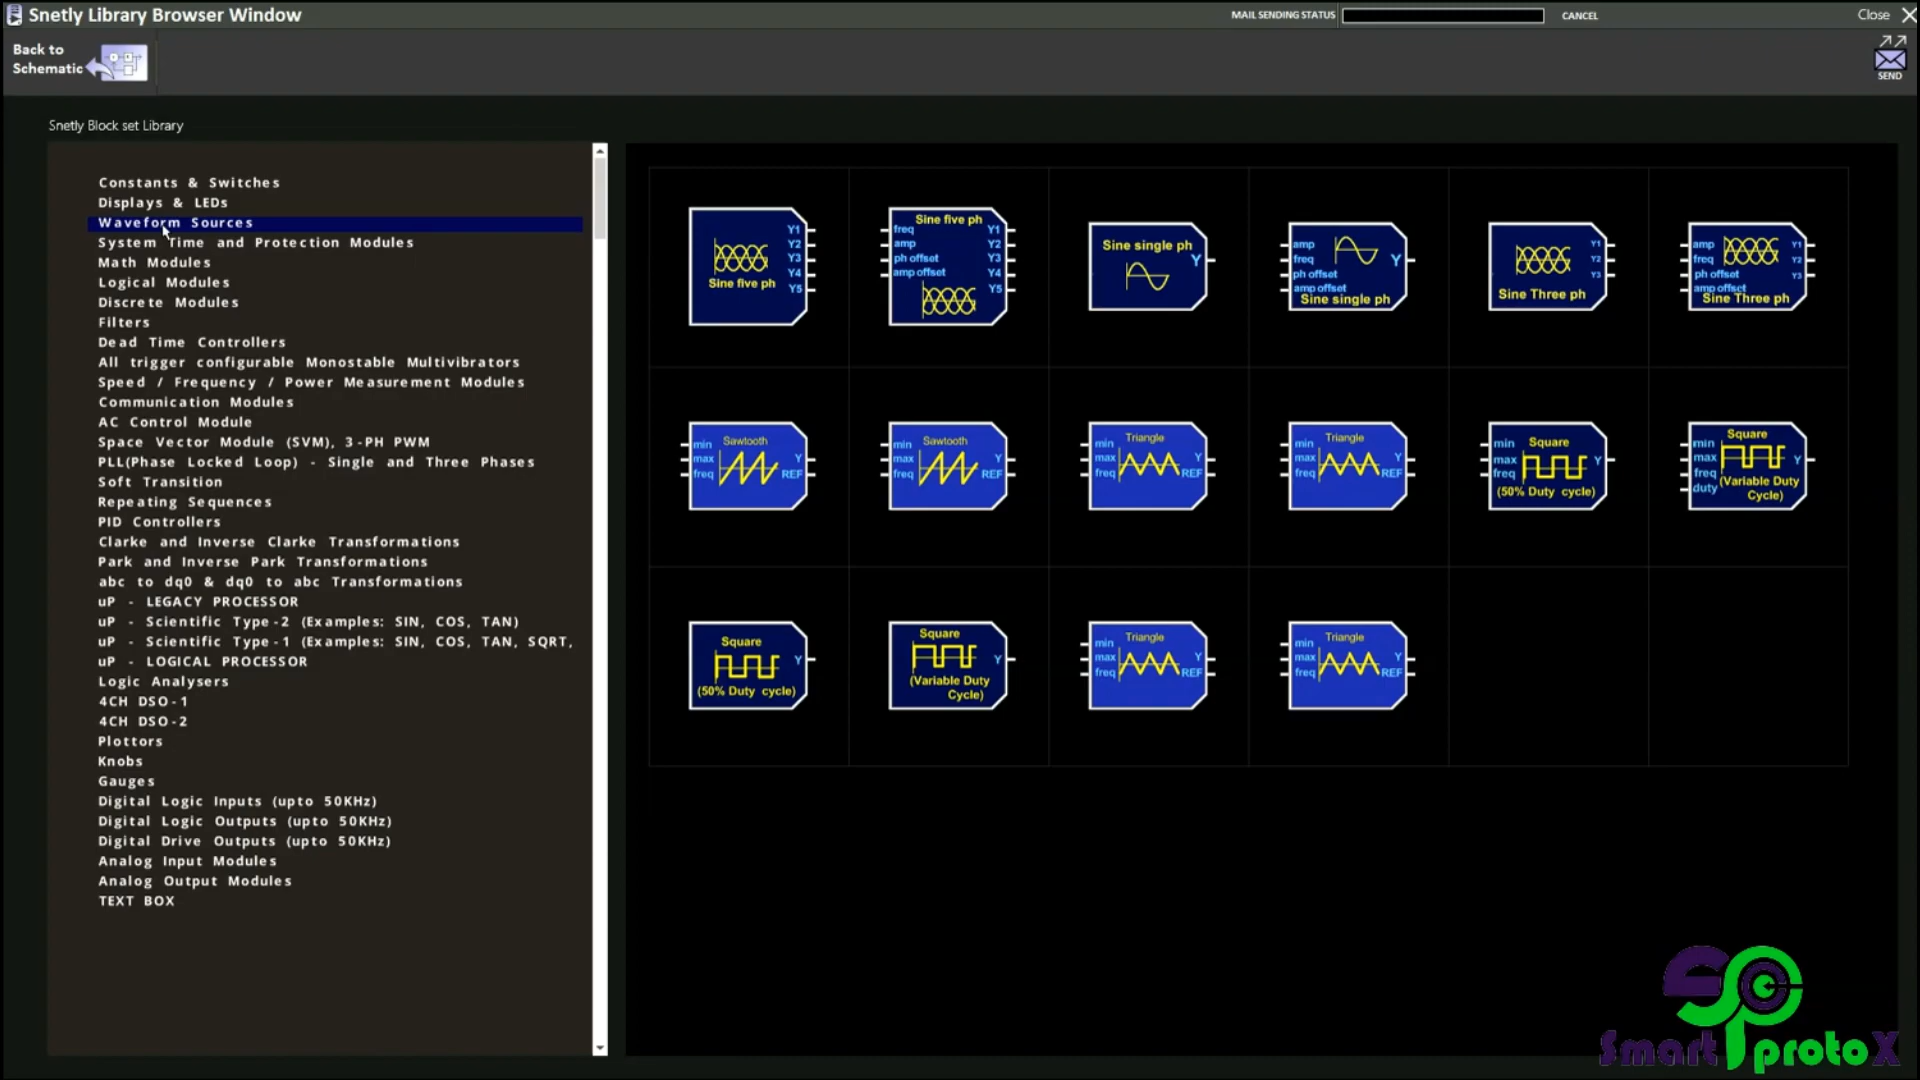 Snetly Library Browser Window
MAIL SENDING STATUS
CANCEL
Close
Back to
Schematic
SEND
Snetly Block set Library
Constants & Switches
Displays & LEDs
Waveform Sources
System Time and Protection Modules
Math Modules
Logical Modules
Discrete Modules
Filters
Dead Time Controllers
All trigger configurable Monostable Multivibrators
Speed / Frequency / Power Measurement Modules
Communication Modules
AC Control Module
Space Vector Module (SVM), 3-PH PWM
PLL(Phase Locked Loop) - Single and Three Phases
Soft Transition
Repeating Sequences
PID Controllers
Clarke and Inverse Clarke Transformations
Park and Inverse Park Transformations
abc to dq0 & dq0 to abc Transformations
uP - LEGACY PROCESSOR
uP - Scientific Type-2 (Examples: SIN, COS, TAN)
uP - Scientific Type-1 (Examples: SIN, COS, TAN, SQRT,
uP - LOGICAL PROCESSOR
Logic Analysers
4CH DSO-1
4CH DSO-2
Plottors
Knobs
Gauges
Digital Logic Inputs (upto 50KHz)
Digital Logic Outputs (upto 50KHz)
Digital Drive Outputs (upto 50KHz)
Analog Input Modules
Analog Output Modules
TEXT BOX
Y1
Y2
Y3
Y4
Y5
Sine five ph
Sine five ph
freq Y1
amp Y2
ph offset Y3
amp offset Y4
Y5
Sine single ph
Y
amp
freq Y
ph offset
amp offset
Sine single ph
Y1
Y2
Y3
Sine Three ph
amp Y1
freq Y2
ph offset Y3
amp offset
Sine Three ph
Sawtooth
min
max Y
freq REF
Sawtooth
min
max Y
freq REF
Triangle
min
max Y
freq REF
Triangle
min
max Y
freq REF
Square
min
max Y
freq
(50% Duty cycle)
Square
min
max Y
freq
duty
(Variable Duty
Cycle)
Square
Y
(50% Duty cycle)
Square
Y
(Variable Duty
Cycle)
Triangle
min
max Y
freq REF
Triangle
min
max Y
freq REF
Smart protoX